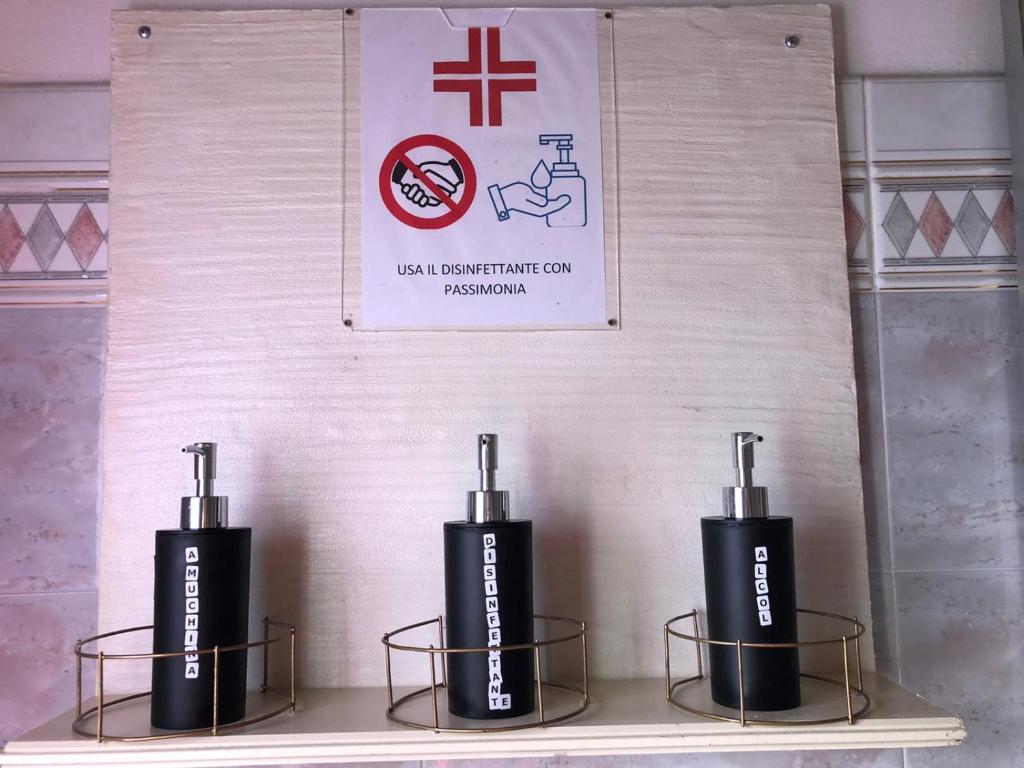 USA IL DISINFETTANTE CON
PASSIMONIA
AMUCHINA
DISINFETTANTE
ALCOL